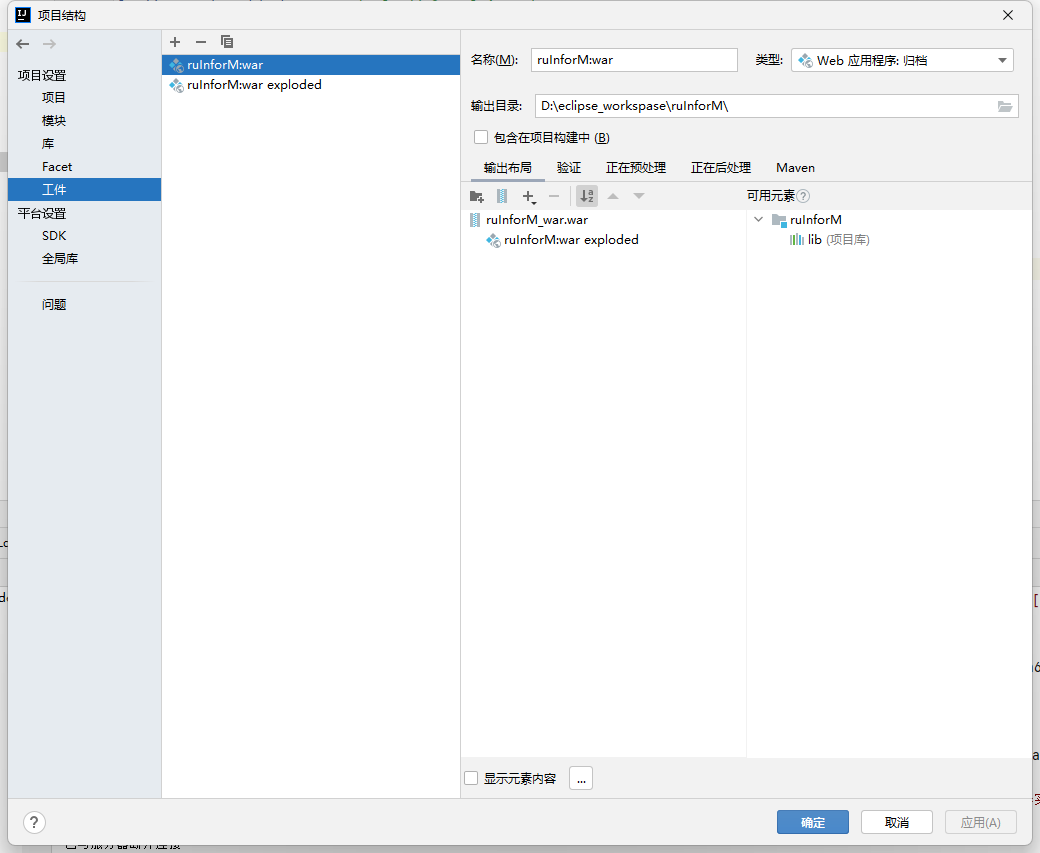 项目结构
项目设置
项目
模块
库
Facet
工件
平台设置
SDK
全局库
问题
ruInforM:war
ruInforM:war exploded
名称(M): ruInforM:war 类型: Web 应用程序: 归档
输出目录: D:\eclipse_workspase\ruInforM\
包含在项目构建中 (B)
输出布局 验证 正在预处理 正在后处理 Maven
可用元素
ruInforM_war.war
ruInforM:war exploded
ruInforM
lib (项目库)
显示元素内容 ...
? 确定 取消 应用(A)